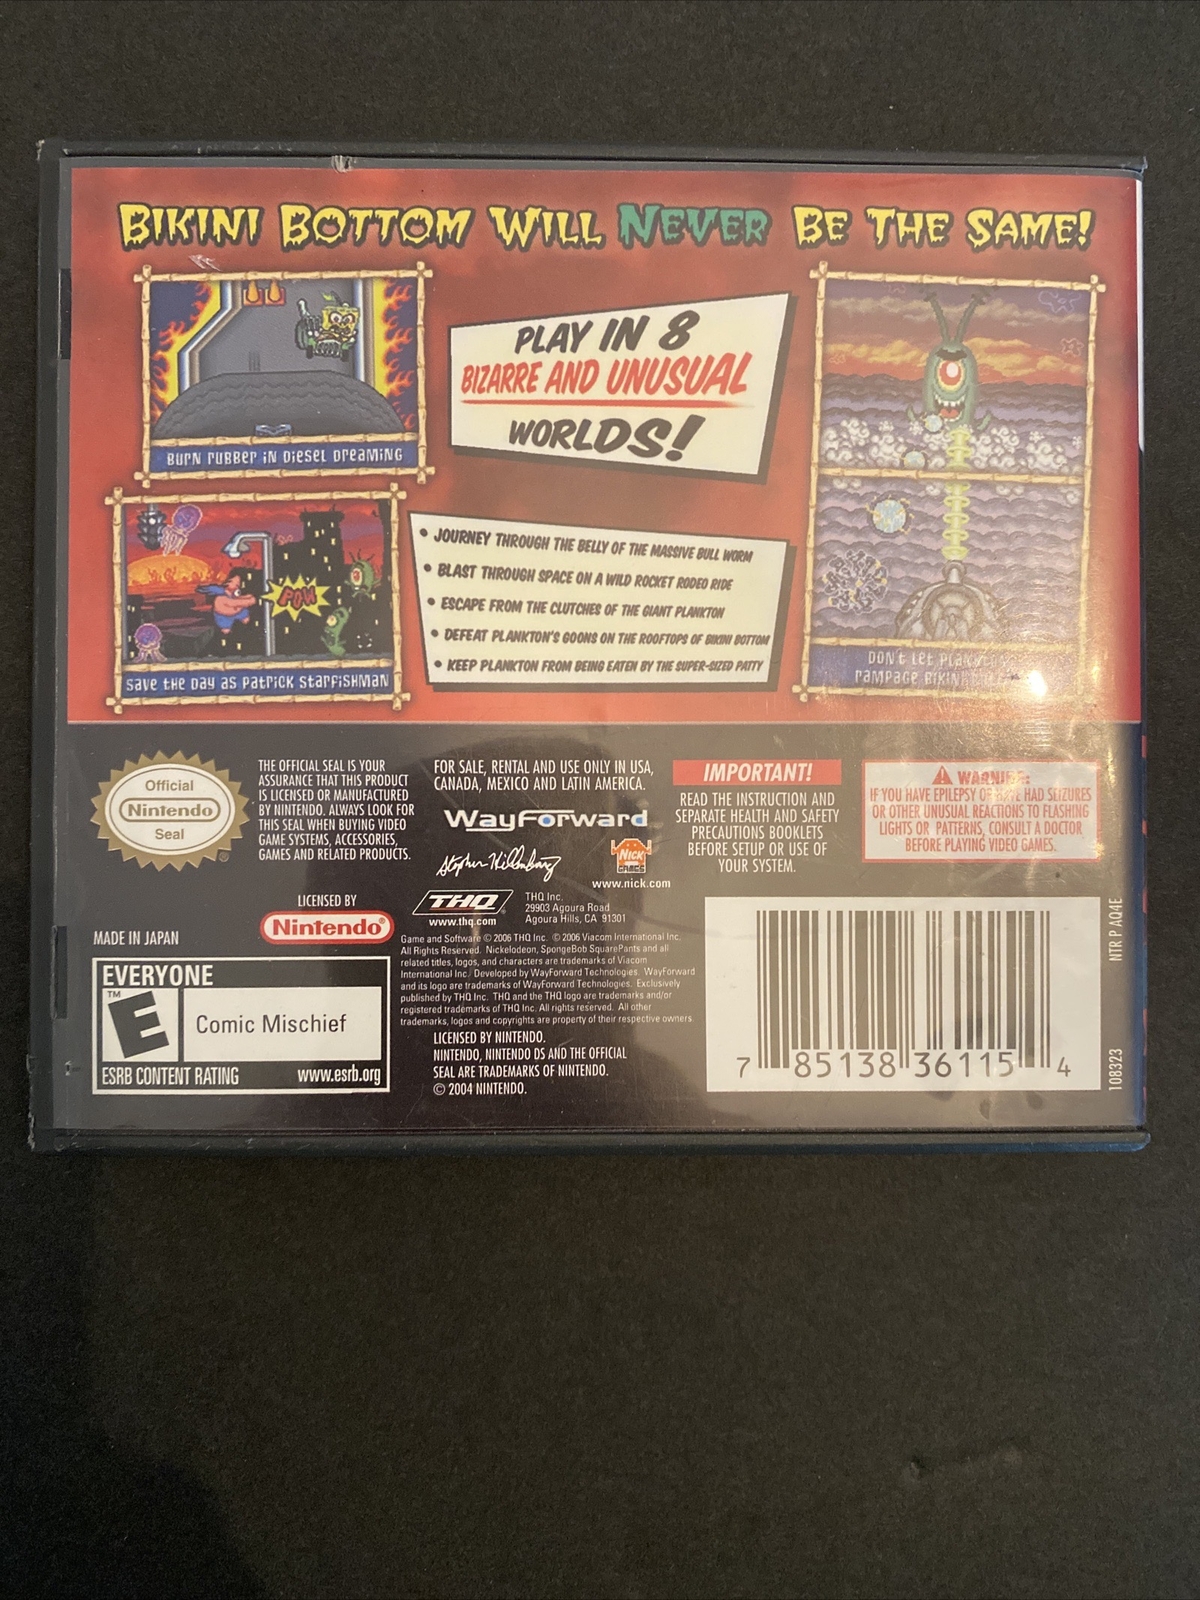 BIKINI BOTTOM WILL NEVER BE THE SAME!
BURN RUBBER IN DIESEL DREAMING
PLAY IN 8
BIZARRE AND UNUSUAL
WORLDS!
POW
SAVE THE DAY AS PATRICK STARFISHMAN
• JOURNEY THROUGH THE BELLY OF THE MASSIVE BULL WORM
• BLAST THROUGH SPACE ON A WILD ROCKET RODEO RIDE
• ESCAPE FROM THE CLUTCHES OF THE GIANT PLANKTON
• DEFEAT PLANKTON'S GOONS ON THE ROOFTOPS OF BIKINI BOTTOM
• KEEP PLANKTON FROM BEING EATEN BY THE SUPER-SIZED PATTY
DON'T LET
RAMPAGE
Official
Nintendo
Seal
®
THE OFFICIAL SEAL IS YOUR
ASSURANCE THAT THIS PRODUCT
IS LICENSED OR MANUFACTURED
BY NINTENDO. ALWAYS LOOK FOR
THIS SEAL WHEN BUYING VIDEO
GAME SYSTEMS, ACCESSORIES,
GAMES AND RELATED PRODUCTS.
FOR SALE, RENTAL AND USE ONLY IN USA,
CANADA, MEXICO AND LATIN AMERICA.
WayForward
Stephen Hillenburg
NICK
GAMES
www.nick.com
IMPORTANT!
READ THE INSTRUCTION AND
SEPARATE HEALTH AND SAFETY
PRECAUTIONS BOOKLETS
BEFORE SETUP OR USE OF
YOUR SYSTEM.
WARNING:
IF YOU HAVE EPILEPSY OR HAVE HAD SEIZURES
OR OTHER UNUSUAL REACTIONS TO FLASHING
LIGHTS OR PATTERNS, CONSULT A DOCTOR
BEFORE PLAYING VIDEO GAMES.
LICENSED BY
Nintendo®
MADE IN JAPAN
THQ
www.thq.com
THQ Inc.
29903 Agoura Road
Agoura Hills, CA 91301
Game and Software © 2006 THQ Inc. © 2006 Viacom International Inc.
All Rights Reserved. Nickelodeon, SpongeBob SquarePants and all
related titles, logos, and characters are trademarks of Viacom
International Inc. Developed by WayForward Technologies. WayForward
and its logo are trademarks of WayForward Technologies. Exclusively
published by THQ Inc. THQ and the THQ logo are trademarks and/or
registered trademarks of THQ Inc. All rights reserved. All other
trademarks, logos and copyrights are property of their respective owners.
LICENSED BY NINTENDO.
NINTENDO, NINTENDO DS AND THE OFFICIAL
SEAL ARE TRADEMARKS OF NINTENDO.
© 2004 NINTENDO.
EVERYONE
TM
E
Comic Mischief
ESRB CONTENT RATING www.esrb.org
7 85138 36115 4
NTR P AQ4E
108323